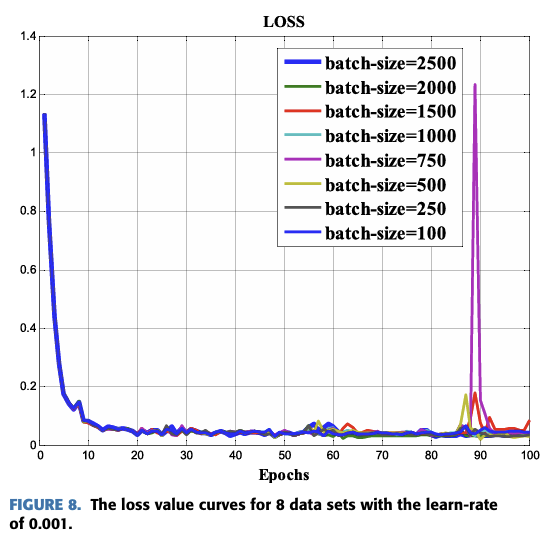 LOSS
1.4
1.2
1
0.8
0.6
0.4
0.2
0
batch-size=2500
batch-size=2000
batch-size=1500
batch-size=1000
batch-size=750
batch-size=500
batch-size=250
batch-size=100
0 10 20 30 40 50 60 70 80 90 100
Epochs
FIGURE 8. The loss value curves for 8 data sets with the learn-rate
of 0.001.